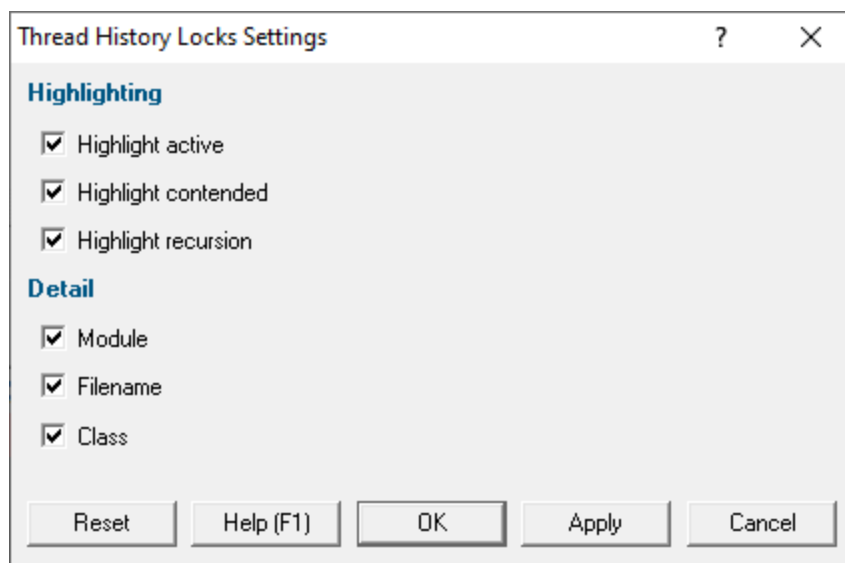 Thread History Locks Settings ? ×
Highlighting
Highlight active
Highlight contended
Highlight recursion
Detail
Module
Filename
Class
Reset Help (F1) OK Apply Cancel